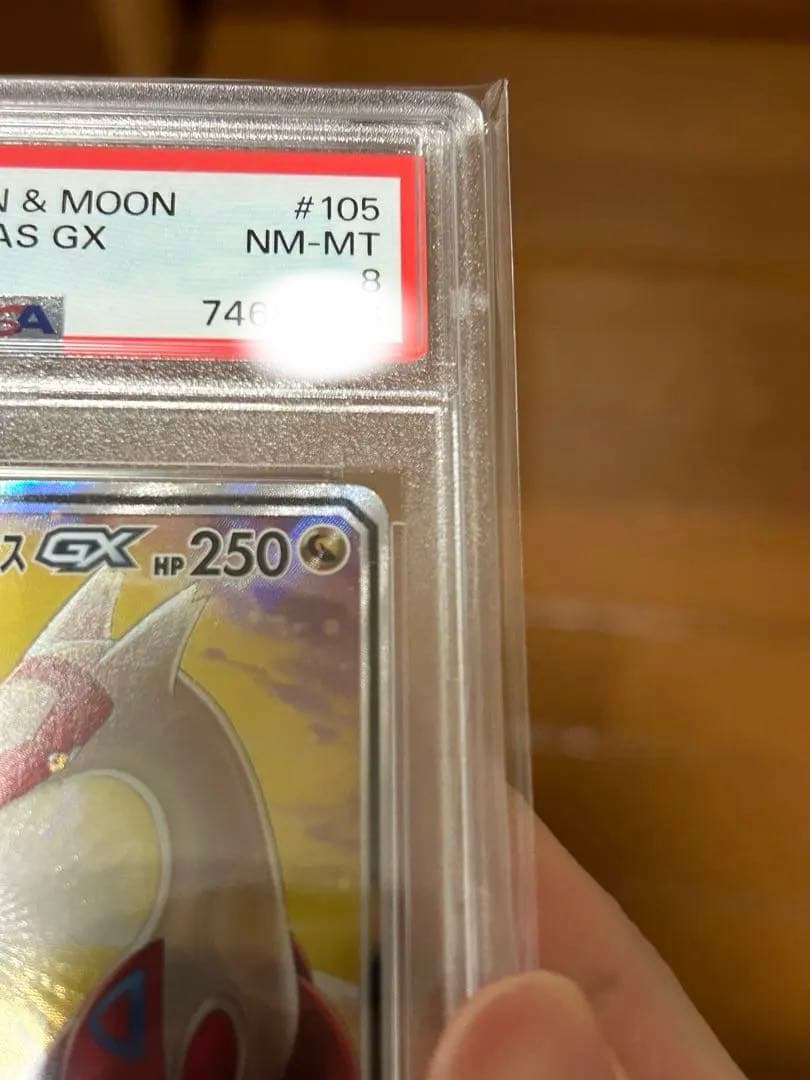 N & MOON #105
AS GX NM-MT
8
SA 746
ス GX HP 250